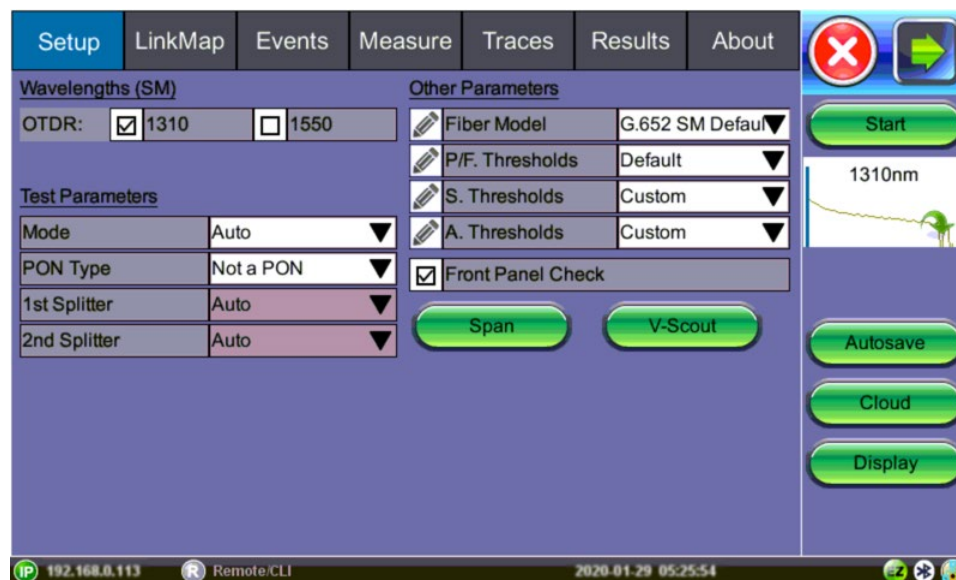 Setup LinkMap Events Measure Traces Results About
Wavelengths (SM)
OTDR: 1310 1550
Test Parameters
Mode Auto
PON Type Not a PON
1st Splitter Auto
2nd Splitter Auto
Other Parameters
Fiber Model G.652 SM Defaul
P/F. Thresholds Default
S. Thresholds Custom
A. Thresholds Custom
Front Panel Check
Span V-Scout
Start
1310nm
Autosave
Cloud
Display
IP 192.168.0.113 R Remote/CLI 2020-01-29 05:25:54 EZ